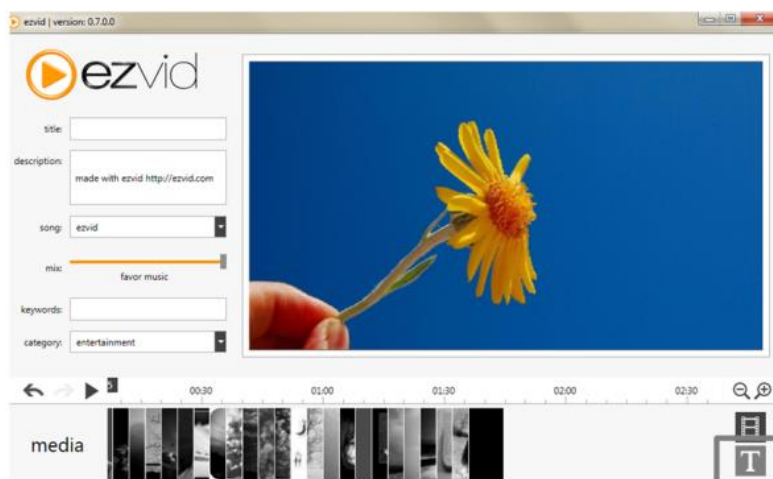 ezvid | version: 0.7.0.0
ezvid
title:
description:
made with ezvid http://ezvid.com
song:
ezvid
mix:
favor music
keywords:
category:
entertainment
00:30
01:00
01:30
02:00
02:30
media
T